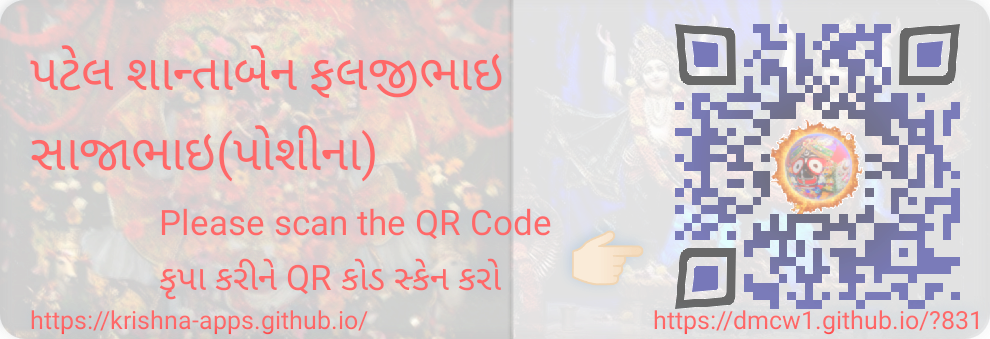 પટેલ શાન્તાબેન ફલજીભાઇ
સાજાભાઇ(પોશીના)
Please scan the QR Code
કૃપા કરીને QR કોડ સ્કેન કરો
https://krishna-apps.github.io/
https://dmcw1.github.io/?831